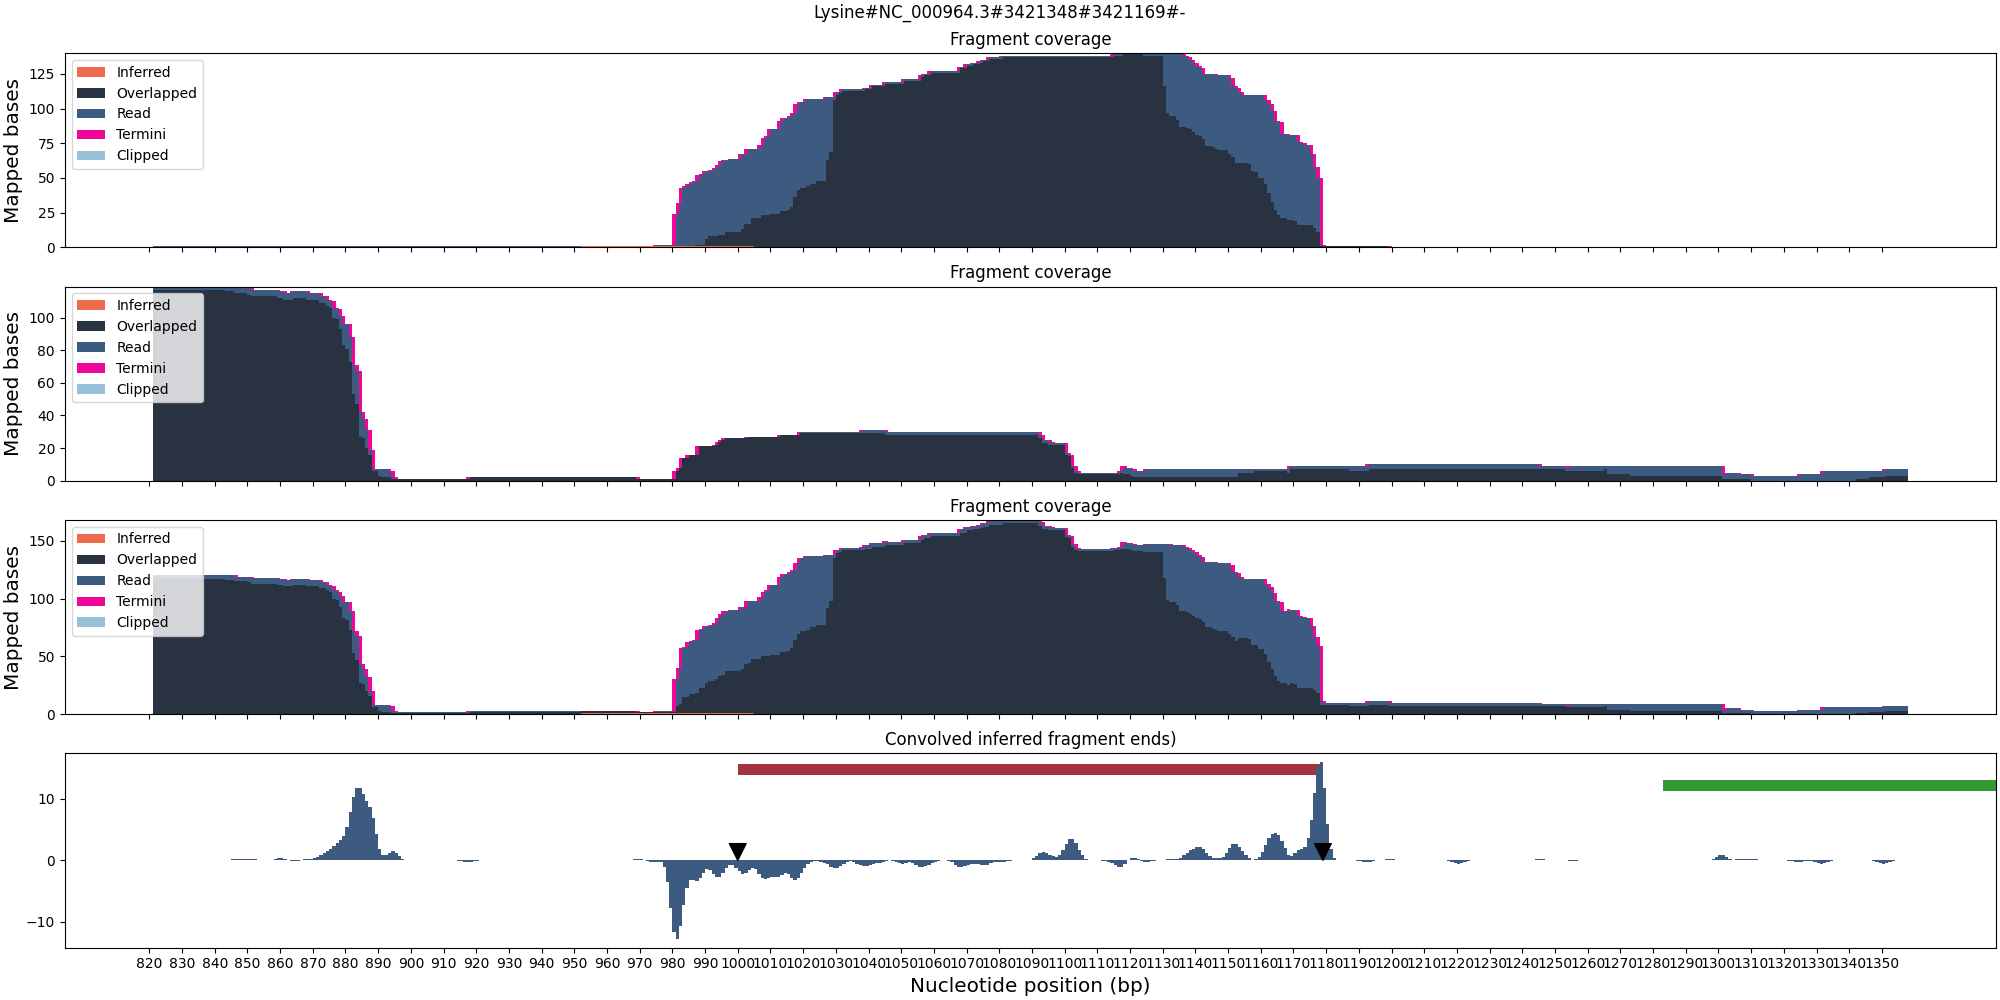 Lysine#NC_000964.3#3421348#3421169#-
Fragment coverage
Mapped bases
125
100
75
50
25
0
Inferred
Overlapped
Read
Termini
Clipped
Fragment coverage
Mapped bases
100
80
60
40
20
0
Inferred
Overlapped
Read
Termini
Clipped
Fragment coverage
Mapped bases
150
100
50
0
Inferred
Overlapped
Read
Termini
Clipped
Convolved inferred fragment ends)
10
0
−10
820 830 840 850 860 870 880 890 900 910 920 930 940 950 960 970 980 990 1000 1010 1020 1030 1040 1050 1060 1070 1080 1090 1100 1110 1120 1130 1140 1150 1160 1170 1180 1190 1200 1210 1220 1230 1240 1250 1260 1270 1280 1290 1300 1310 1320 1330 1340 1350
Nucleotide position (bp)